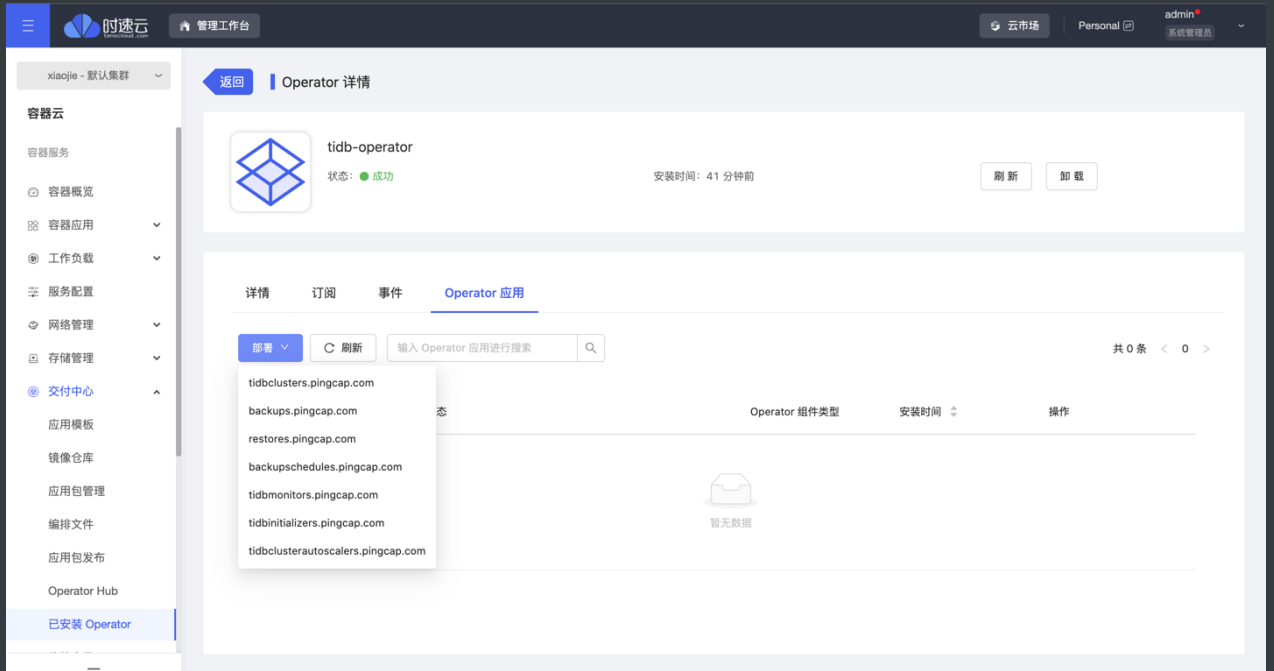 时速云
tenxcloud.com
管理工作台
云市场
Personal
admin
系统管理员
xiaojie - 默认集群
容器云
容器服务
容器概览
容器应用
工作负载
服务配置
网络管理
存储管理
交付中心
应用模板
镜像仓库
应用包管理
编排文件
应用包发布
Operator Hub
已安装 Operator
返回
Operator 详情
tidb-operator
状态: 成功
安装时间: 41 分钟前
刷 新
卸 载
详情
订阅
事件
Operator 应用
部署
刷新
输入 Operator 应用进行搜索
共 0 条
0
tidbclusters.pingcap.com
backups.pingcap.com
restores.pingcap.com
backupschedules.pingcap.com
tidbmonitors.pingcap.com
tidbinitializers.pingcap.com
tidbclusterautoscalers.pingcap.com
态
Operator 组件类型
安装时间
操作
暂无数据